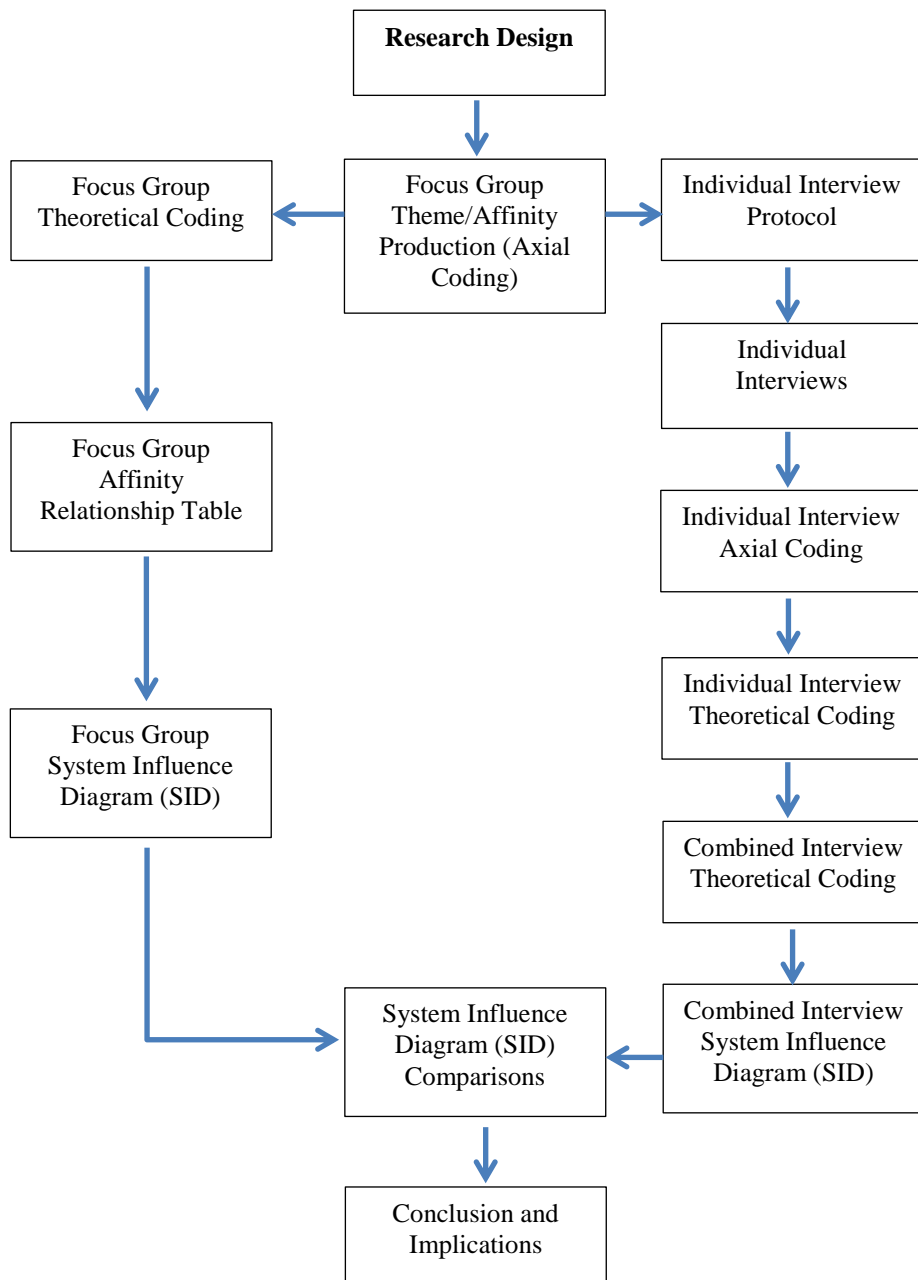 Research Design
Focus Group
Theoretical Coding
Focus Group
Theme/Affinity
Production (Axial
Coding)
Individual Interview
Protocol
Individual
Interviews
Focus Group
Affinity
Relationship Table
Individual Interview
Axial Coding
Individual Interview
Theoretical Coding
Focus Group
System Influence
Diagram (SID)
Combined Interview
Theoretical Coding
System Influence
Diagram (SID)
Comparisons
Combined Interview
System Influence
Diagram (SID)
Conclusion and
Implications